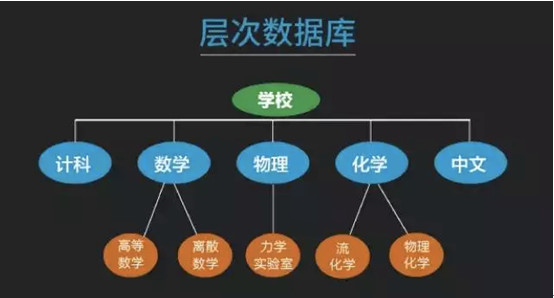 层次数据库
学校
计科
数学
物理
化学
中文
高等
数学
离散
数学
力学
实验室
流
化学
物理
化学